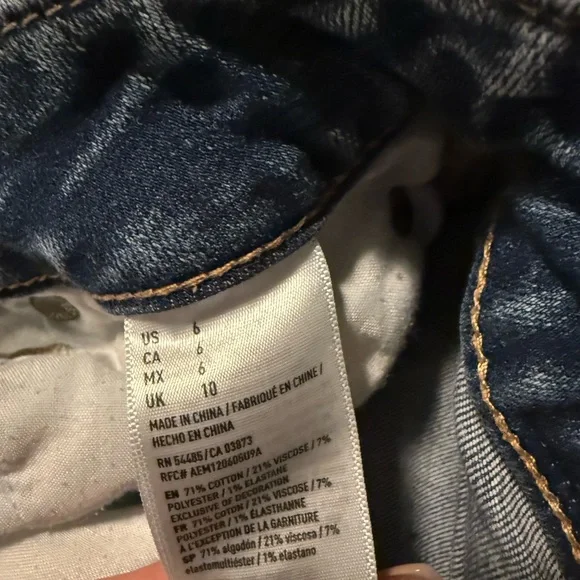 US 6
CA 6
MX 6
UK 10
MADE IN CHINA / FABRIQUÉ EN CHINE /
HECHO EN CHINA
RN 54485/CA 03873
RFC# AEM120605U9A
EN 71% COTTON / 21% VISCOSE / 7%
POLYESTER / 1% ELASTANE
EXCLUSIVE OF DECORATION
FR 71% COTON / 21% VISCOSE / 7%
POLYESTER / 1% ÉLASTHANNE
À L'EXCEPTION DE LA GARNITURE
SP 71% algodón / 21% viscosa / 7%
elastomultiéster / 1% elastano